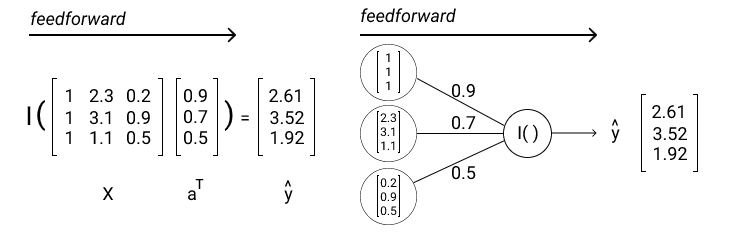 feedforward
I ( [ 1 2.3 0.2 ] [ 0.9 ] ) = [ 2.61 ]
[ 1 3.1 0.9 ] [ 0.7 ] [ 3.52 ]
[ 1 1.1 0.5 ] [ 0.5 ] [ 1.92 ]
X a^T ŷ
feedforward
1
1
1
0.9
2.3
3.1
1.1
0.7
0.2
0.9
0.5
0.5
I( )
ŷ
2.61
3.52
1.92